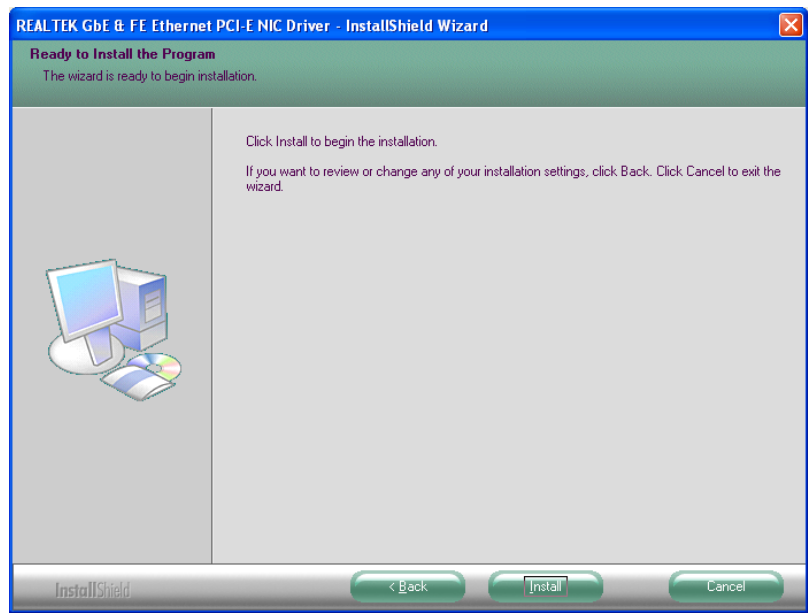 REALTEK GbE & FE Ethernet PCI-E NIC Driver - InstallShield Wizard
Ready to Install the Program
The wizard is ready to begin installation.
Click Install to begin the installation.
If you want to review or change any of your installation settings, click Back. Click Cancel to exit the
wizard.
InstallShield
< Back
Install
Cancel